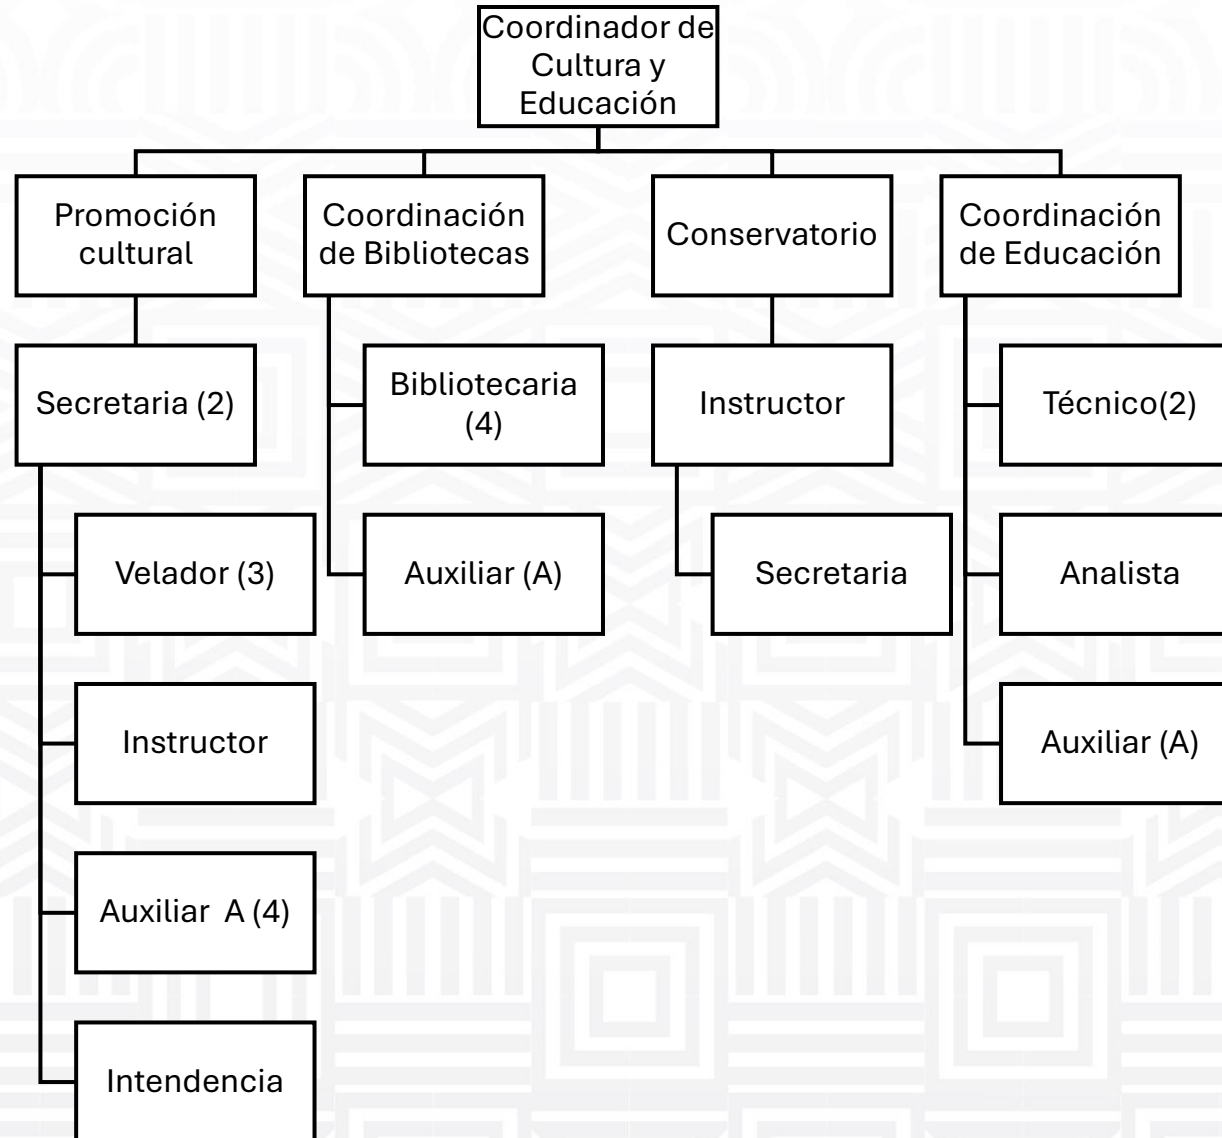 Coordinador de
Cultura y
Educación
Promoción
cultural
Coordinación
de Bibliotecas
Conservatorio
Coordinación
de Educación
Secretaria (2)
Bibliotecaria
(4)
Instructor
Técnico(2)
Velador (3)
Auxiliar (A)
Secretaria
Analista
Instructor
Auxiliar (A)
Auxiliar  A (4)
Intendencia